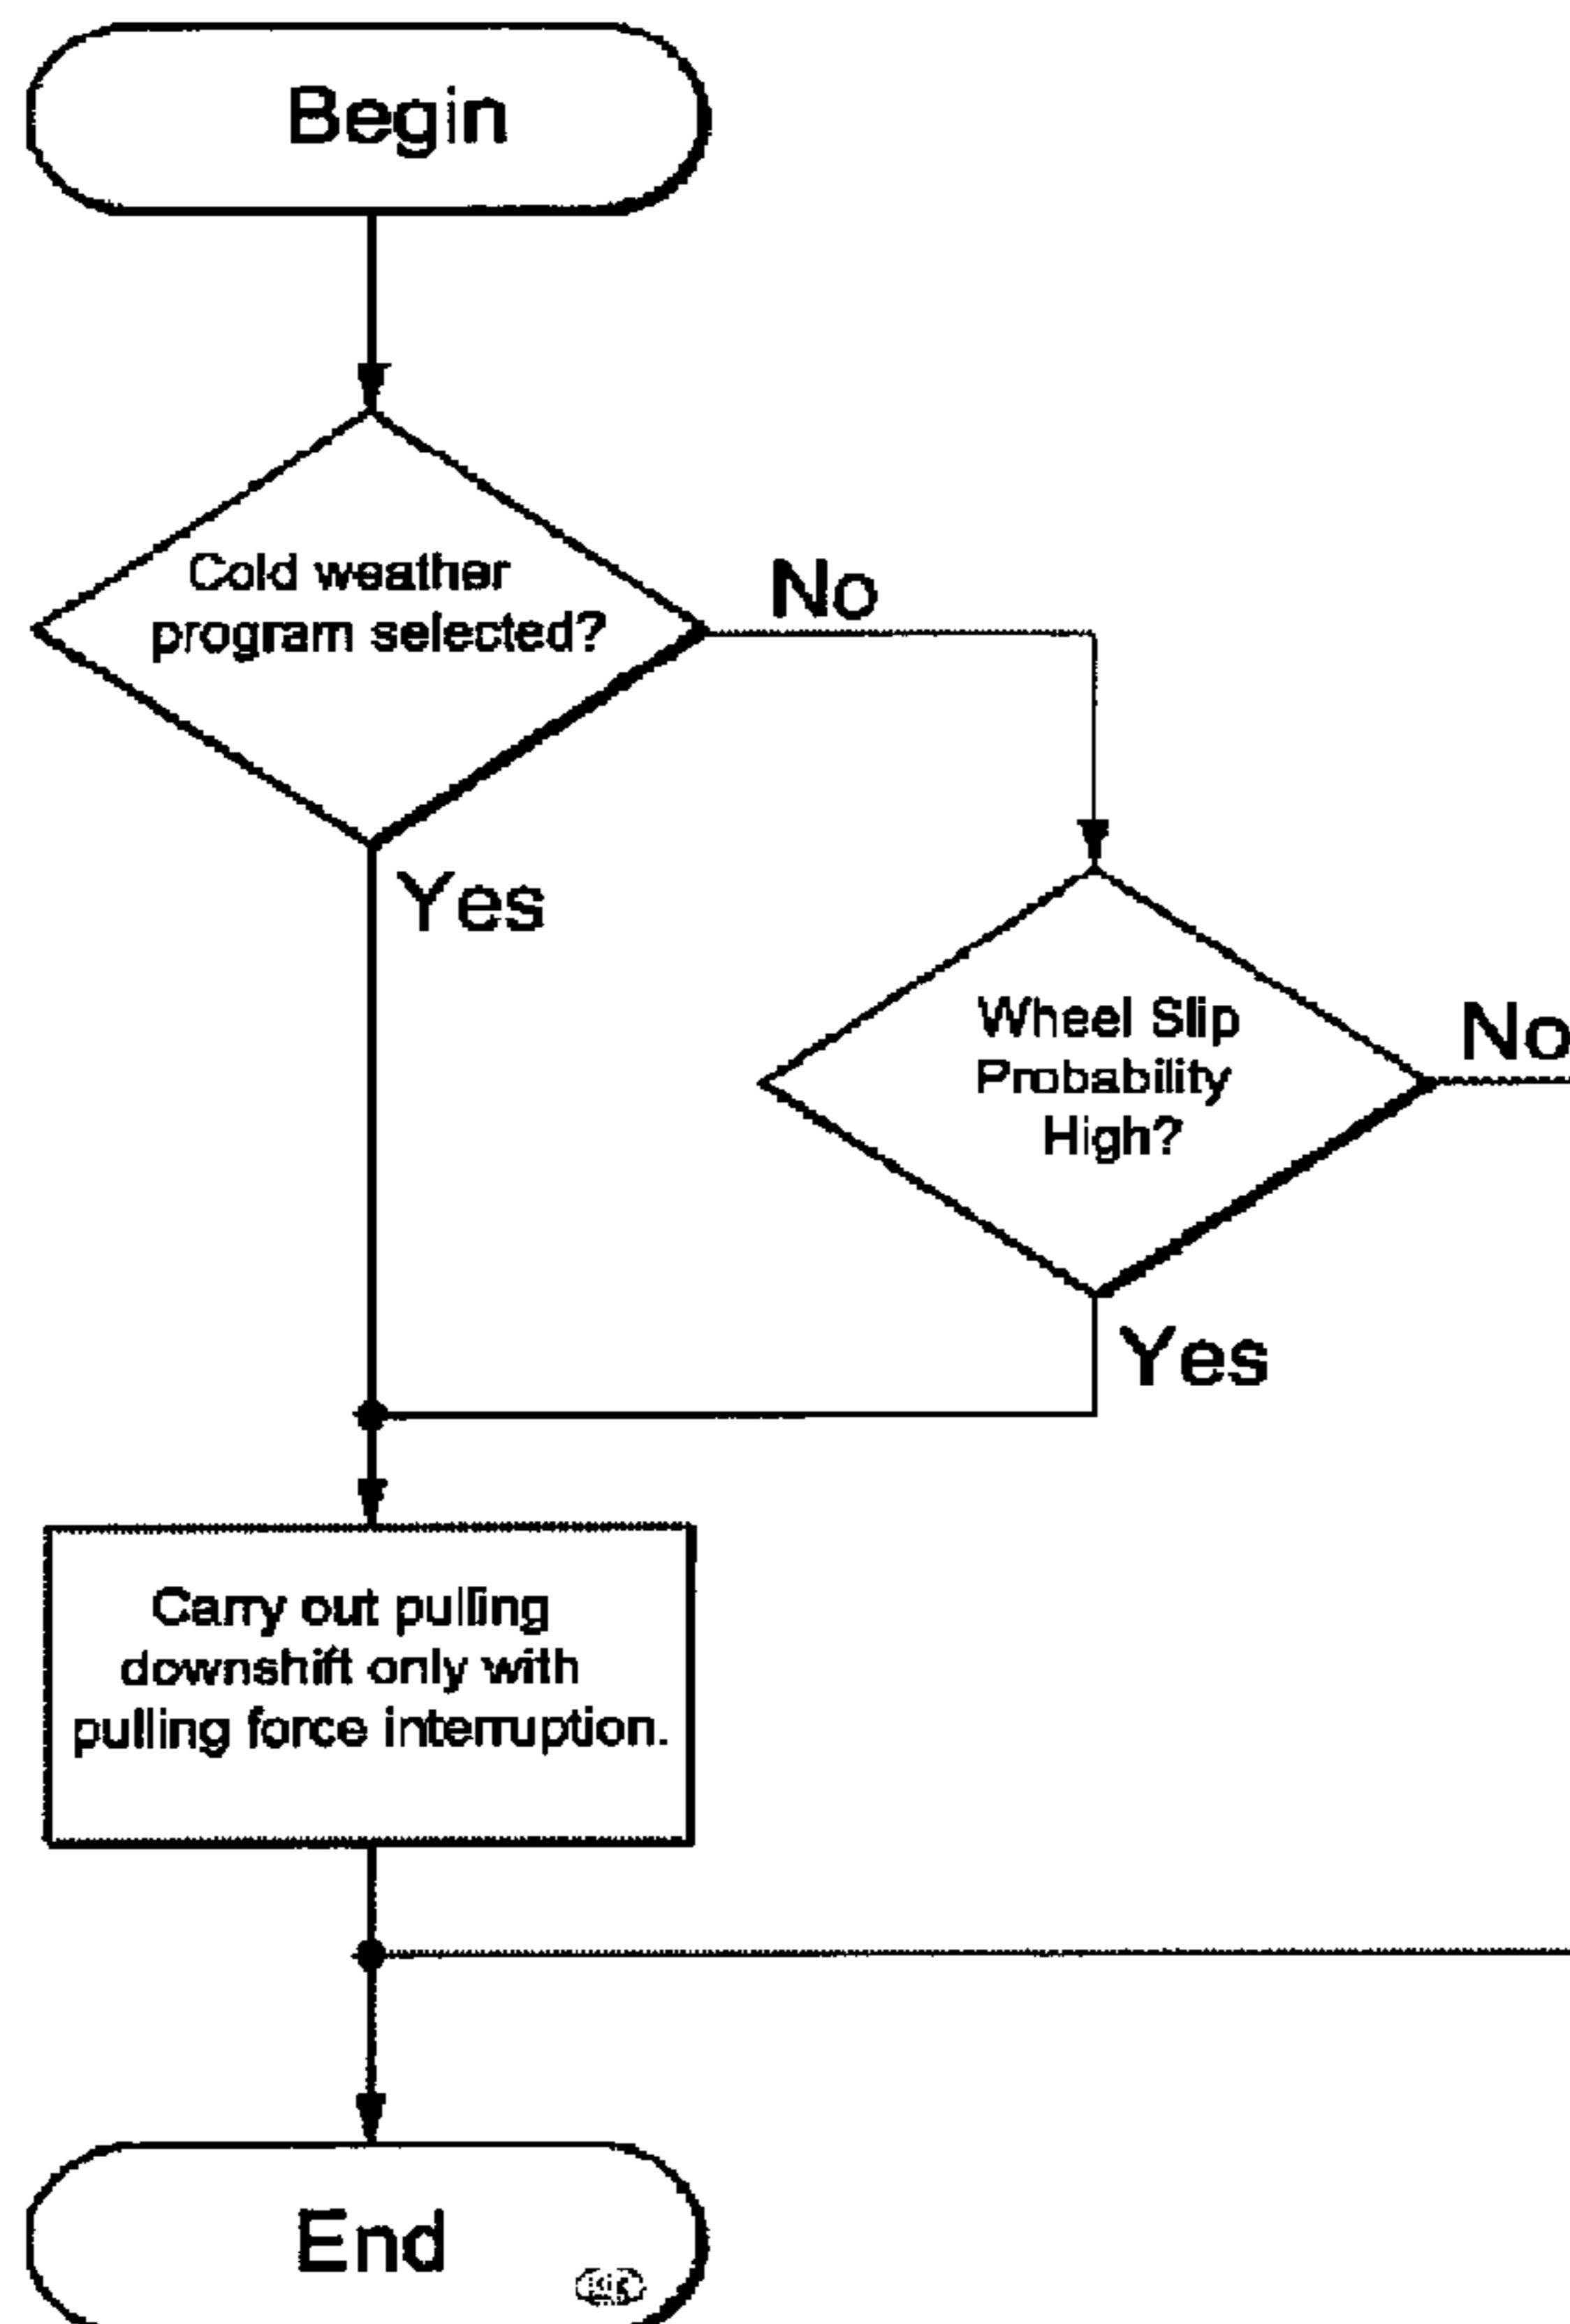 Begin
Cold weather
program selected?
No
Yes
Wheel Slip
Probability
High?
No
Yes
Carry out pulling
downshift only with
pulling force interruption.
End